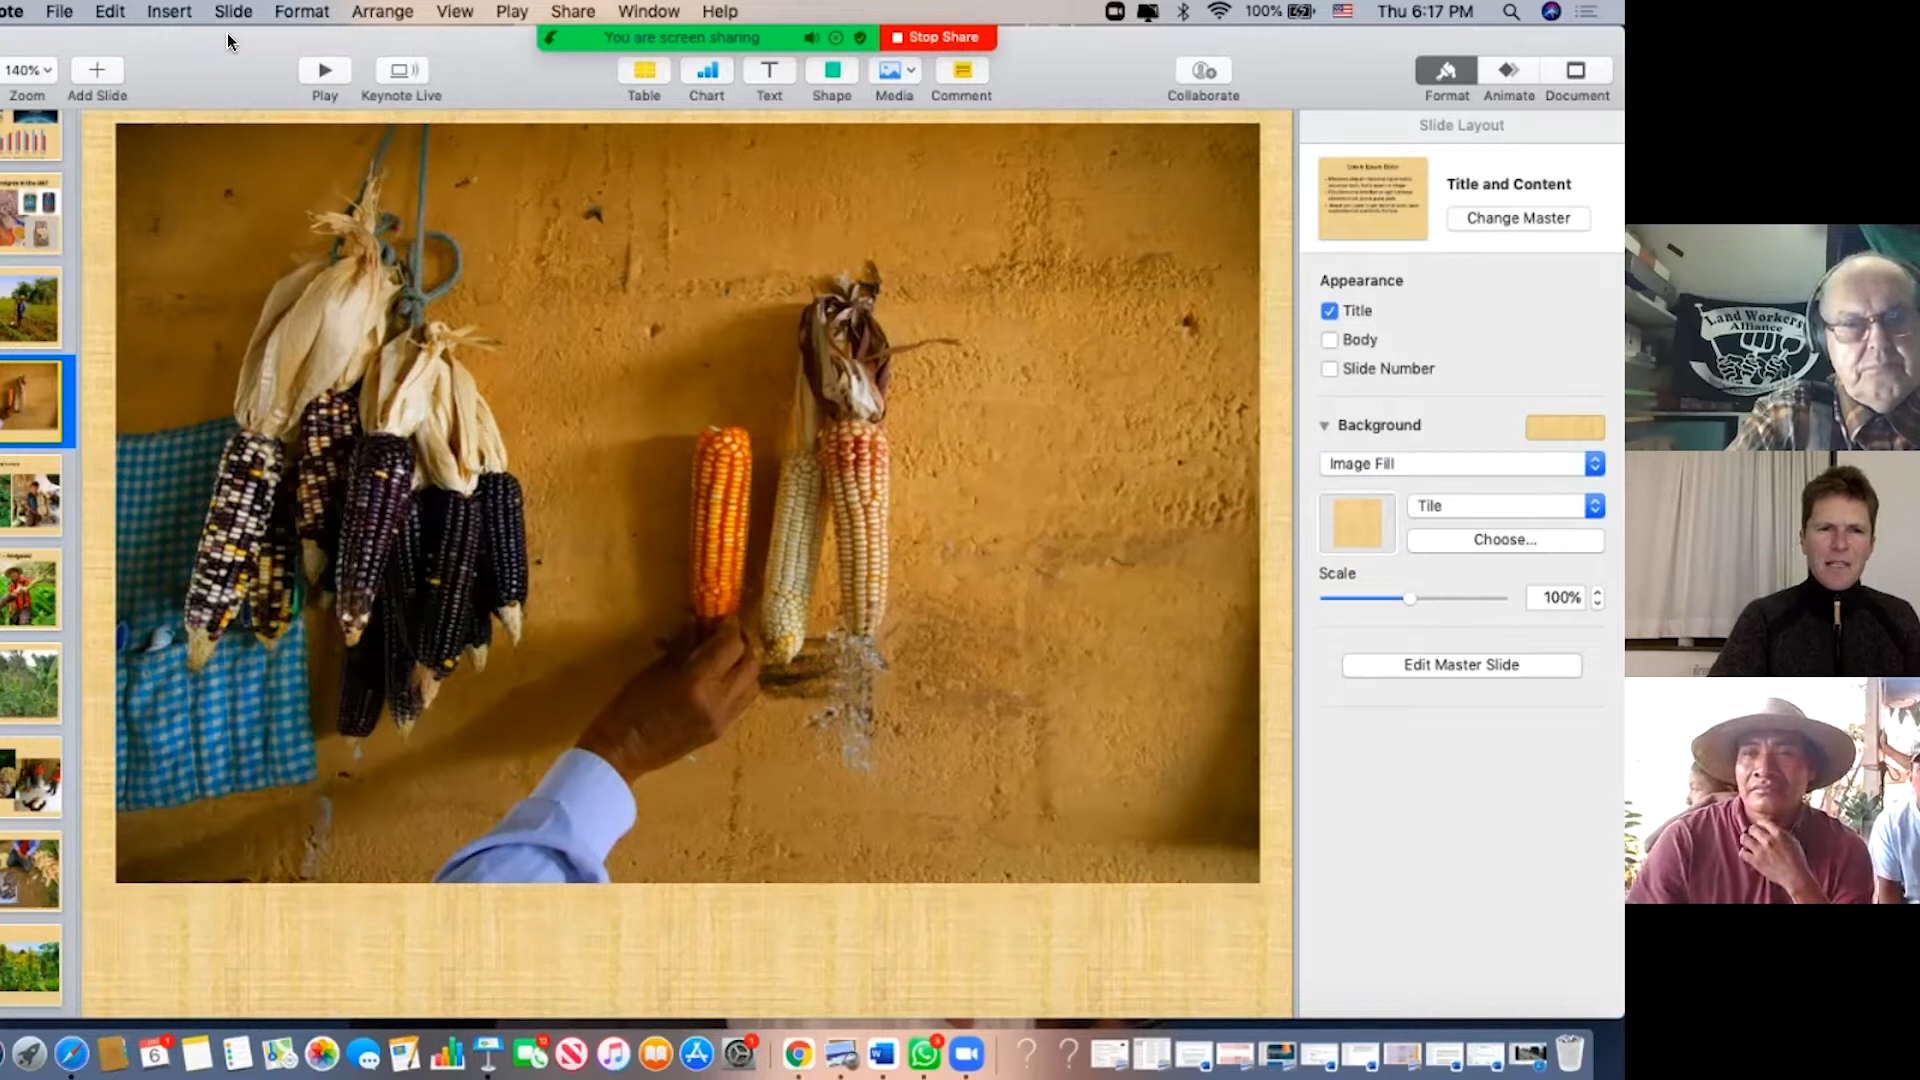 ote File Edit Insert Slide Format Arrange View Play Share Window Help
100% Thu 6:17 PM
You are screen sharing Stop Share
140%
Zoom Add Slide Play Keynote Live Table Chart Text Shape Media Comment Collaborate Format Animate Document
Slide Layout
Title and Content
Change Master
Appearance
Title
Body
Slide Number
Background
Image Fill
Tile
Choose...
Scale
100%
Edit Master Slide
Land Workers
Alliance
6